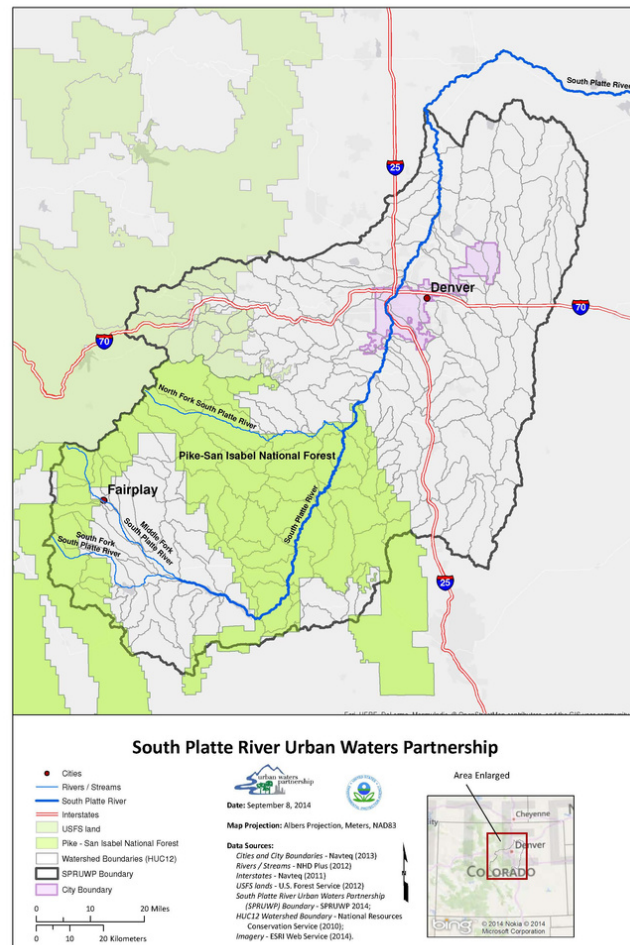 South Platte River
25
Denver
70
70
North Fork South Platte River
Pike-San Isabel National Forest
Fairplay
Middle Fork
South Platte River
South Fork
South Platte River
South Platte River
25
South Platte River Urban Waters Partnership
Cities
Rivers / Streams
South Platte River
Interstates
USFS land
Pike - San Isabel National Forest
Watershed Boundaries (HUC12)
SPRUWP Boundary
City Boundary
0 10 20 Miles
0 10 20 Kilometers
urban waters
partnership
Date: September 8, 2014
Map Projection: Albers Projection, Meters, NAD83
Data Sources:
Cities and City Boundaries - Navteq (2013)
Rivers / Streams - NHD Plus (2012)
Interstates - Navteq (2011)
USFS lands - U.S. Forest Service (2012)
South Platte River Urban Waters Partnership
(SPRUWP) Boundary - SPRUWP 2014;
HUC12 Watershed Boundary - National Resources
Conservation Service (2010);
Imagery - ESRI Web Service (2014).
Area Enlarged
Cheyenne
Denver
COLORADO
bing
© 2014 Nokia © 2014
Microsoft Corporation